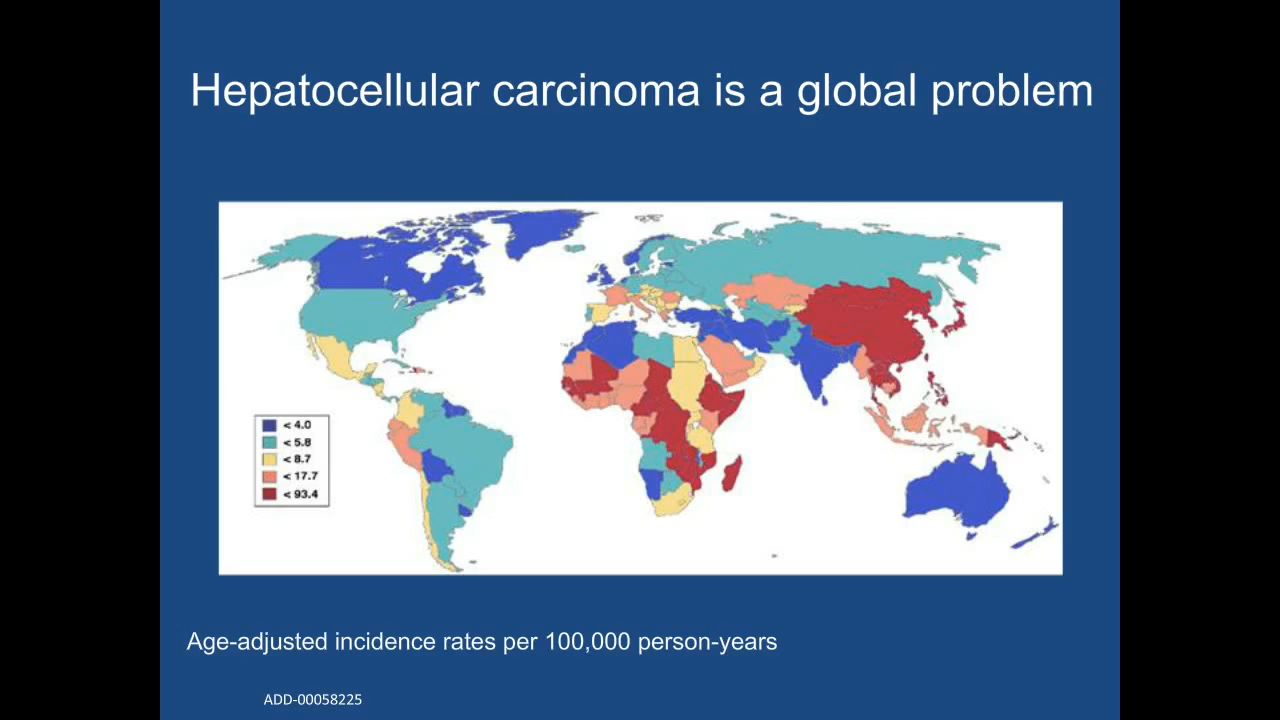 Hepatocellular carcinoma is a global problem
< 4.0
< 5.8
< 8.7
< 17.7
< 93.4
Age-adjusted incidence rates per 100,000 person-years
ADD-00058225